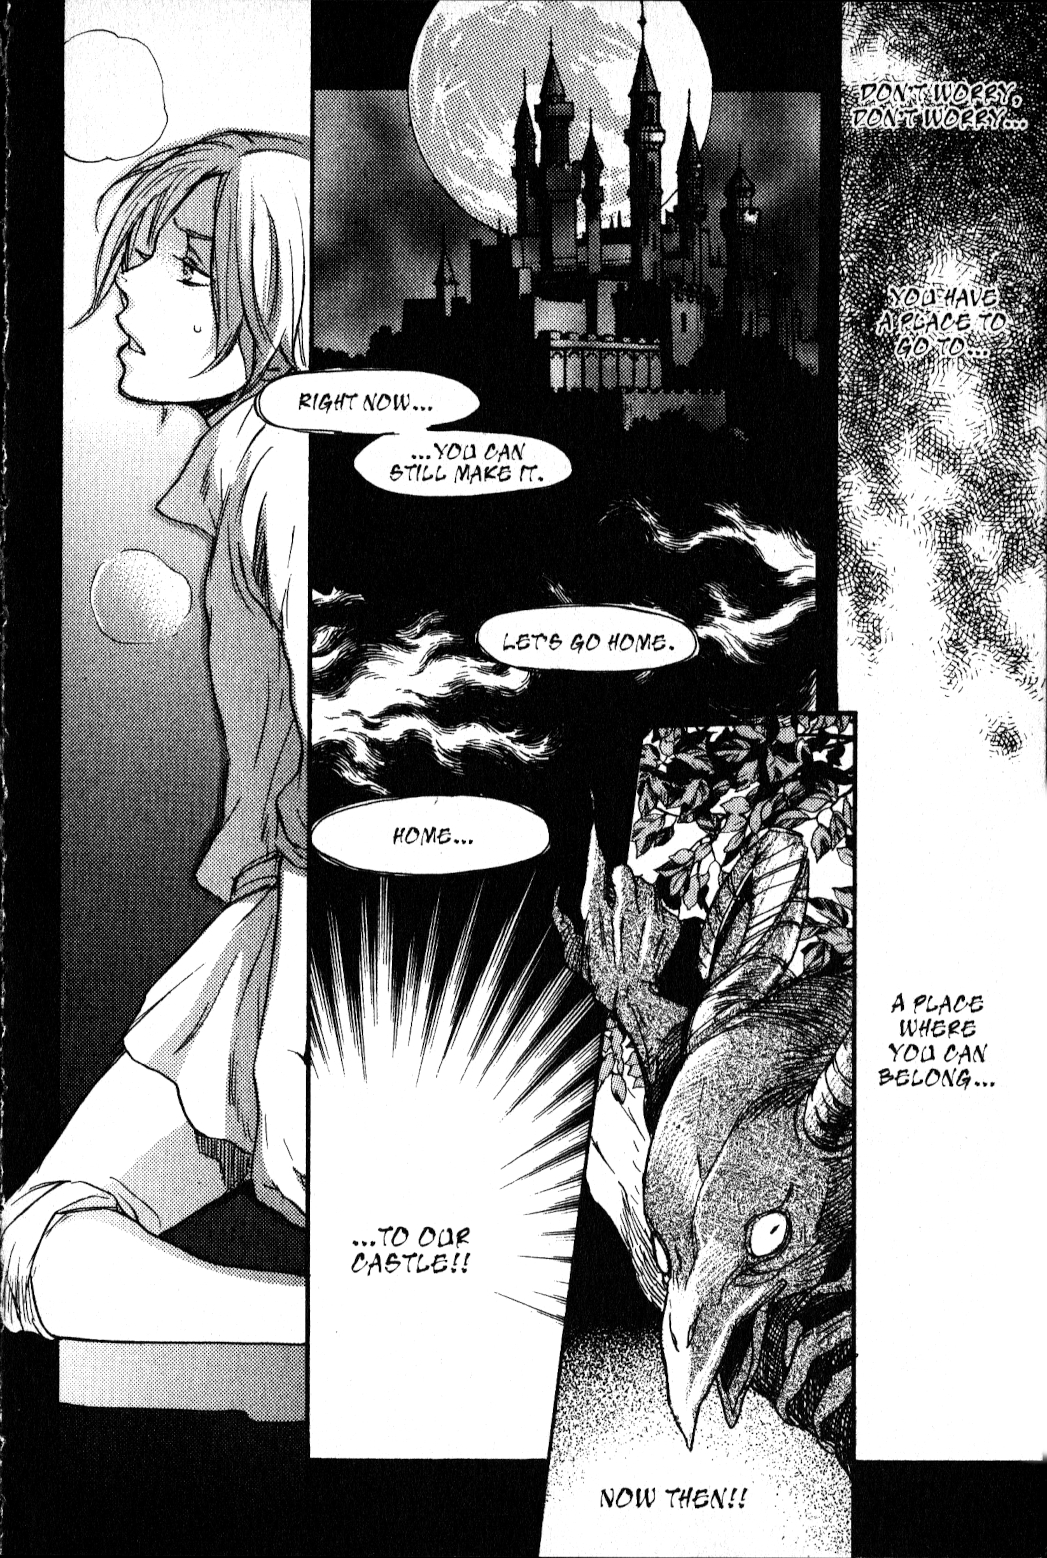 DON'T WORRY,
DON'T WORRY...
YOU HAVE
A PLACE TO
GO TO...
A PLACE
WHERE
YOU CAN
BELONG...
RIGHT NOW...
...YOU CAN
STILL MAKE IT.
LET'S GO HOME.
HOME...
...TO OUR
CASTLE!!
NOW THEN!!